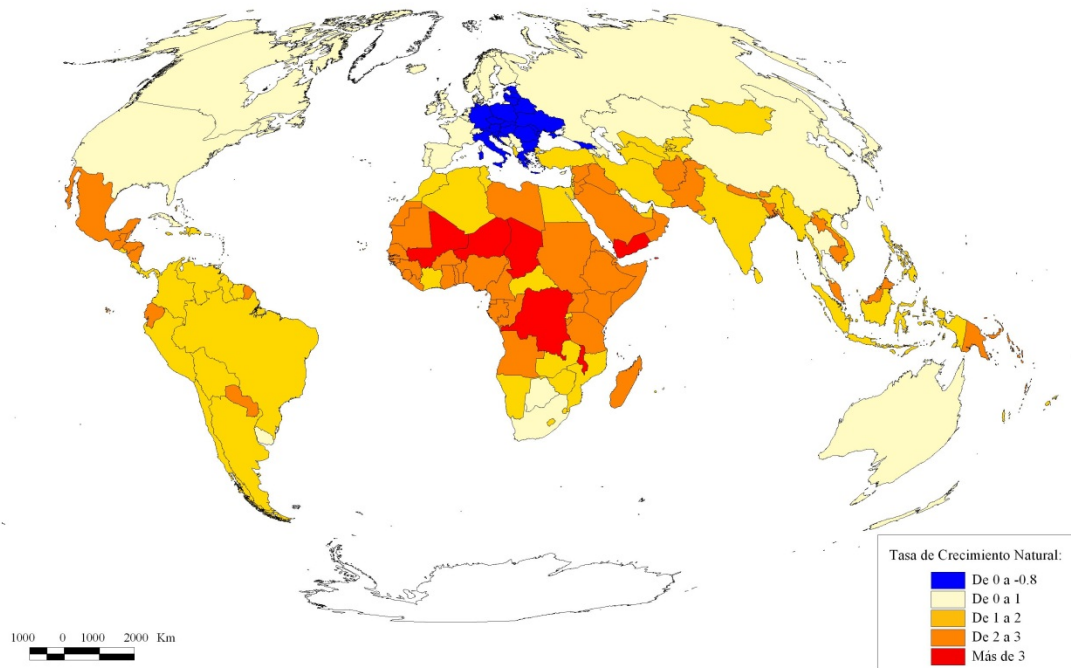 Tasa de Crecimiento Natural:
De 0 a -0.8
De 0 a 1
De 1 a 2
De 2 a 3
Más de 3
1000 0 1000 2000 Km